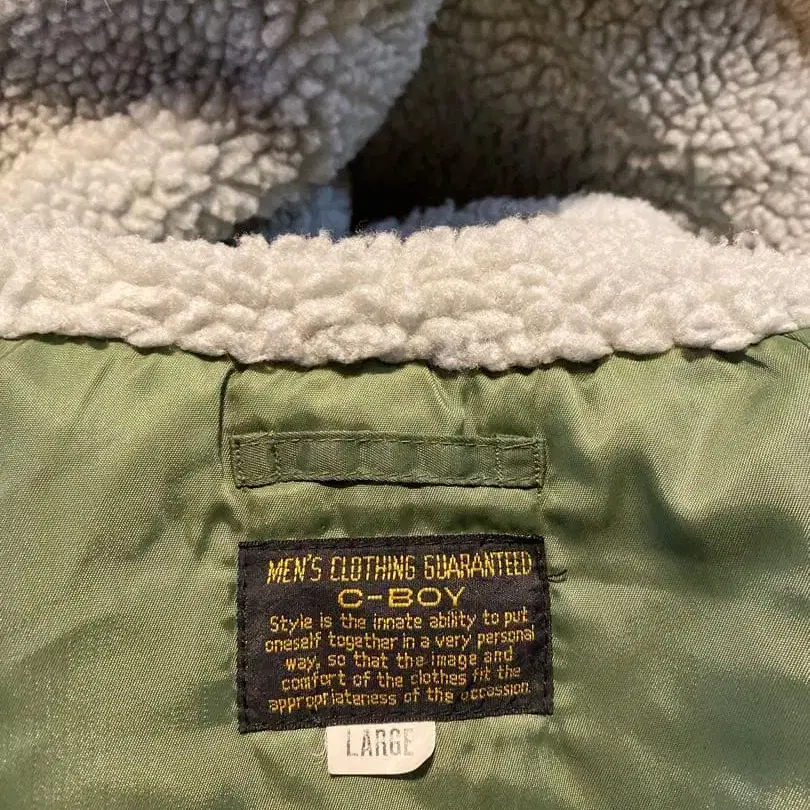 MEN'S CLOTHING GUARANTEED
C-BOY
Style is the innate ability to put
oneself together in a very personal
way, so that the image and
comfort of the clothes fit the
appropriateness of the occassion.
LARGE